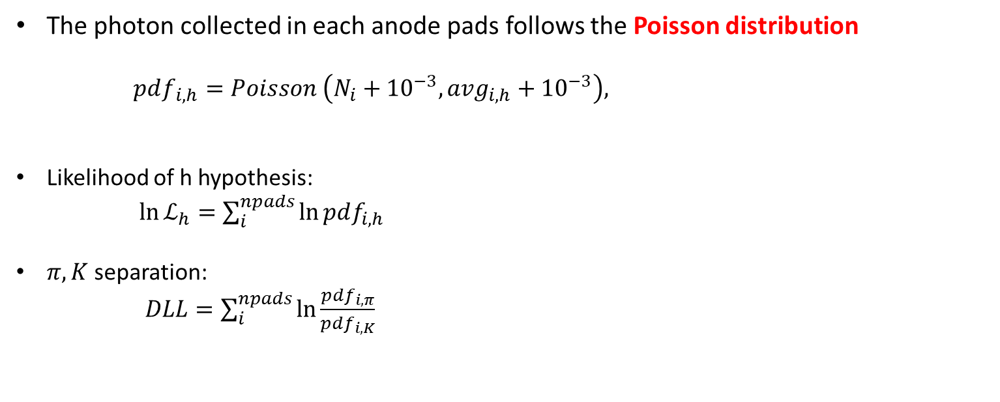 • The photon collected in each anode pads follows the Poisson distribution
$pdf_{i,h} = Poisson\left(N_i + 10^{-3}, avg_{i,h} + 10^{-3}\right),$
• Likelihood of h hypothesis:
$\ln \mathcal{L}_h = \sum_i^{npads} \ln pdf_{i,h}$
• $\pi, K$ separation:
$DLL = \sum_i^{npads} \ln \frac{pdf_{i,\pi}}{pdf_{i,K}}$